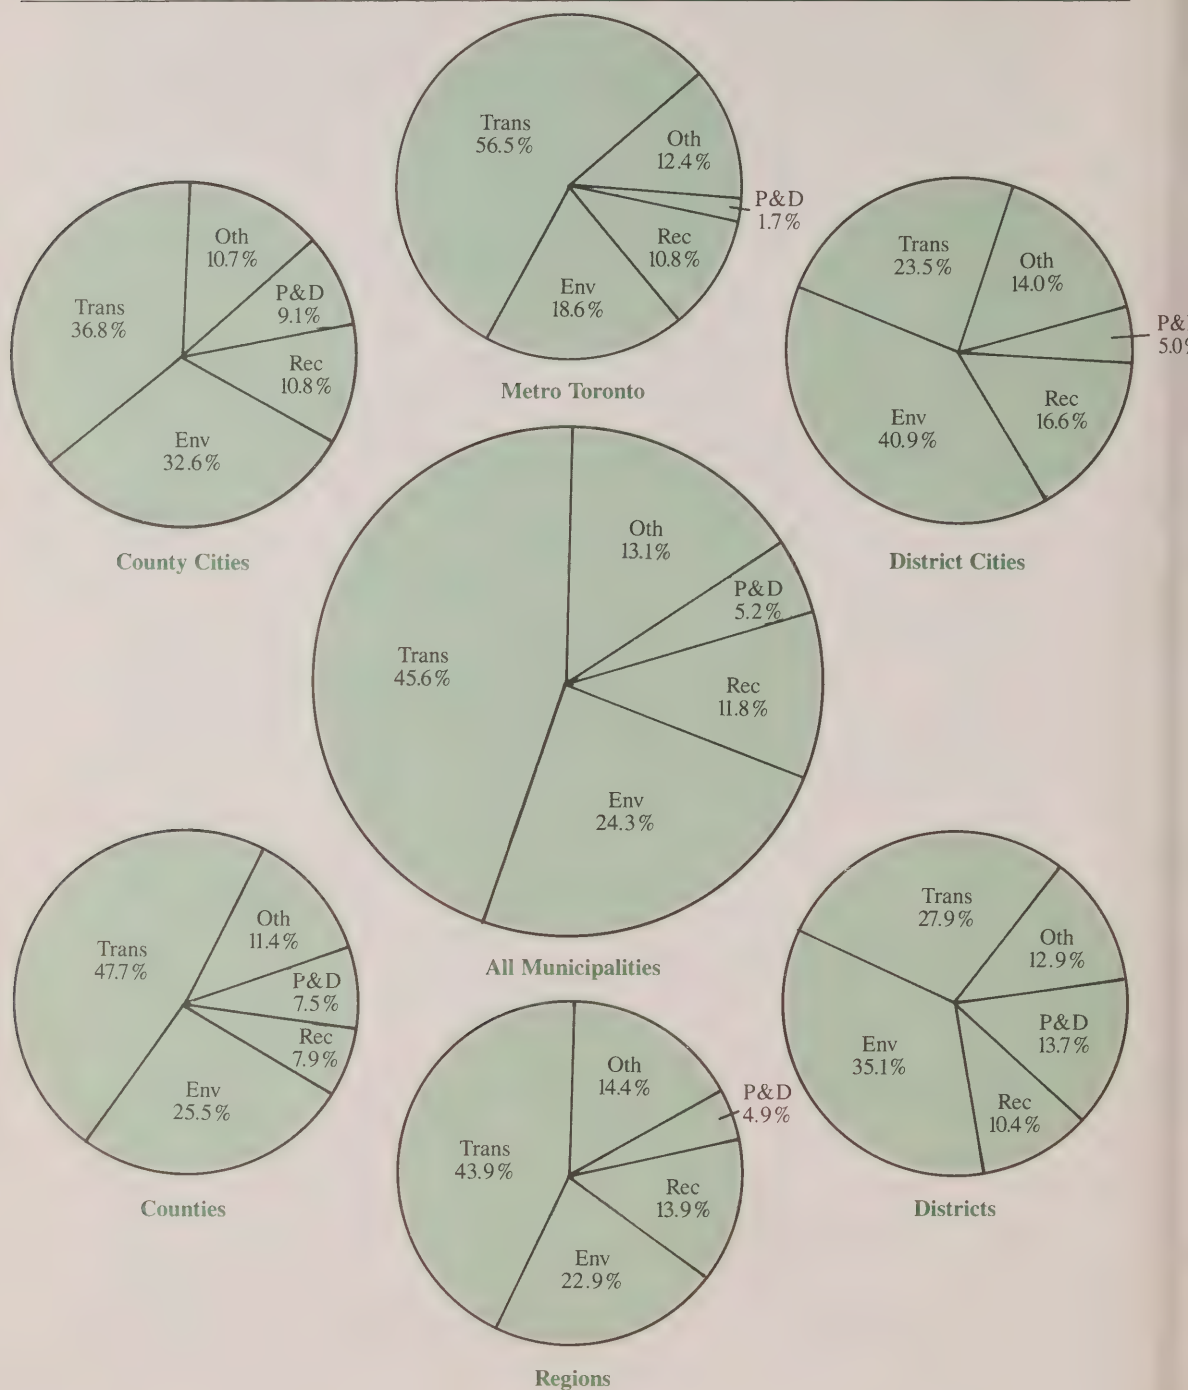 Trans
56.5%
Oth
12.4%
P&D
1.7%
Rec
10.8%
Env
18.6%
Metro Toronto
Oth
10.7%
P&D
9.1%
Rec
10.8%
Env
32.6%
Trans
36.8%
County Cities
Trans
23.5%
Oth
14.0%
5.0%
Rec
16.6%
Env
40.9%
District Cities
Oth
13.1%
P&D
5.2%
Rec
11.8%
Env
24.3%
Trans
45.6%
All Municipalities
Trans
47.7%
Oth
11.4%
P&D
7.5%
Rec
7.9%
Env
25.5%
Counties
Oth
14.4%
P&D
4.9%
Rec
13.9%
Env
22.9%
Trans
43.9%
Regions
Trans
27.9%
Oth
12.9%
P&D
13.7%
Rec
10.4%
Env
35.1%
Districts